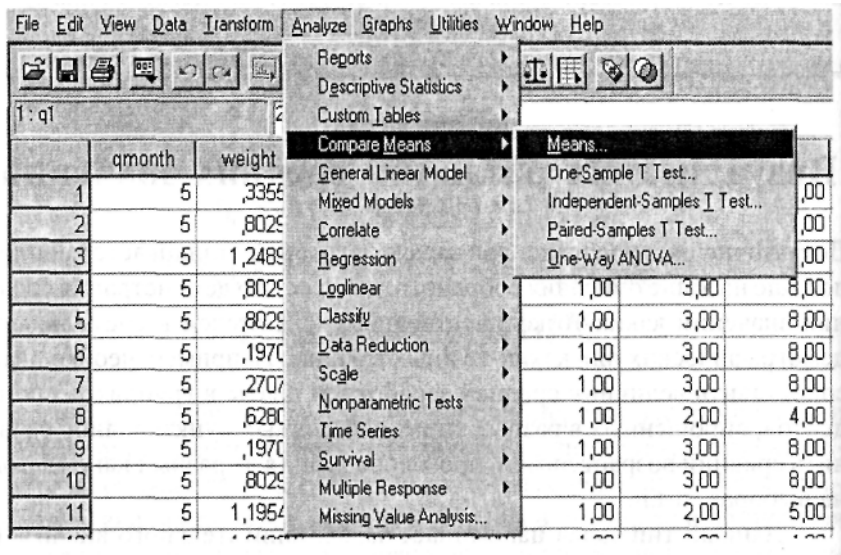 File Edit View Data Transform Analyze Graphs Utilities Window Help
1 : q1
qmonth weight
Reports
Descriptive Statistics
Custom Tables
Compare Means
General Linear Model
Mixed Models
Correlate
Regression
Loglinear
Classify
Data Reduction
Scale
Nonparametric Tests
Time Series
Survival
Multiple Response
Missing Value Analysis...
Means...
One-Sample T Test...
Independent-Samples T Test...
Paired-Samples T Test...
One-Way ANOVA...
1 5 ,3355 ,00
2 5 ,8029 ,00
3 5 1,2489 ,00
4 5 ,8029 1,00 3,00 8,00
5 5 ,8029 1,00 3,00 8,00
6 5 ,1970 1,00 3,00 8,00
7 5 ,2707 1,00 3,00 8,00
8 5 ,6280 1,00 2,00 4,00
9 5 ,1970 1,00 3,00 8,00
10 5 ,8029 1,00 3,00 8,00
11 5 1,1954 1,00 2,00 5,00